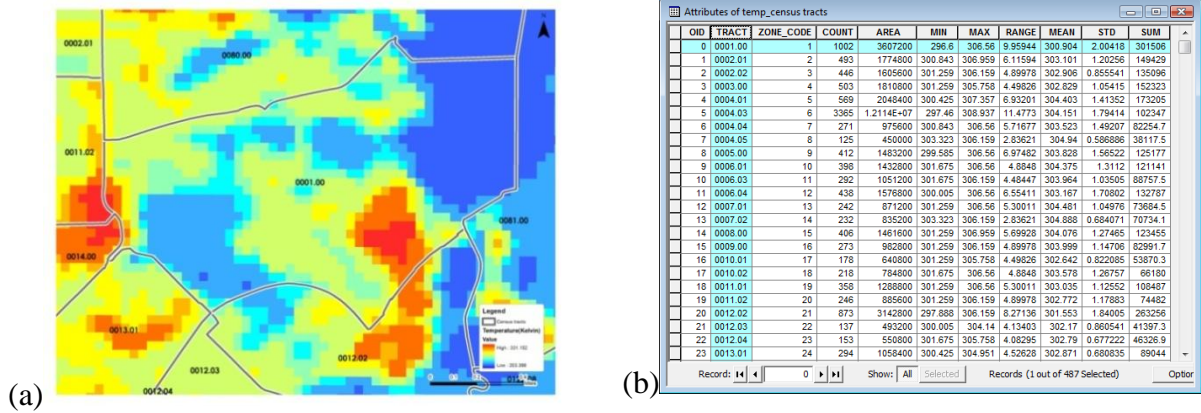 0002.01
0080.00
0011.02
0001.00
0081.00
0014.00
0013.01
0012.02
0012.03
0012.04
Legend
Census tracts
Temperature(Kelvin)
Value
(a)
Attributes of temp_census tracts
OID TRACT ZONE_CODE COUNT AREA MIN MAX RANGE MEAN STD SUM
0 0001.00 1 1002 3607200 296.6 306.56 9.95944 300.904 2.00418 301506
1 0002.01 2 493 1774800 300.843 306.959 6.11594 303.101 1.20256 149429
2 0002.02 3 446 1605600 301.259 306.159 4.89978 302.906 0.855541 135096
3 0003.00 4 503 1810800 301.259 305.758 4.49826 302.829 1.05415 152323
4 0004.01 5 569 2048400 300.425 307.357 6.93201 304.403 1.41352 173205
5 0004.03 6 3365 1.2114E+07 297.46 308.937 11.4773 304.151 1.79414 102347
6 0004.04 7 271 975600 300.843 306.56 5.71677 303.523 1.49207 82254.7
7 0004.05 8 125 450000 303.323 306.159 2.83621 304.94 0.586886 38117.5
8 0005.00 9 412 1483200 299.585 306.56 6.97482 303.828 1.56522 125177
9 0006.01 10 398 1432800 301.675 306.56 4.8848 304.375 1.3112 121141
10 0006.03 11 292 1051200 301.675 306.159 4.48447 303.964 1.03505 88757.5
11 0006.04 12 438 1576800 300.005 306.56 6.55411 303.167 1.70802 132787
12 0007.01 13 242 871200 301.259 306.56 5.30011 304.481 1.04976 73684.5
13 0007.02 14 232 835200 303.323 306.159 2.83621 304.888 0.684071 70734.1
14 0008.00 15 406 1461600 301.259 306.959 5.69928 304.076 1.27465 123455
15 0009.00 16 273 982800 301.259 306.159 4.89978 303.999 1.14706 82991.7
16 0010.01 17 178 640800 301.259 305.758 4.49826 302.642 0.822085 53870.3
17 0010.02 18 218 784800 301.675 306.56 4.8848 303.578 1.26757 66180
18 0011.01 19 358 1288800 301.259 306.56 5.30011 303.035 1.12552 108487
19 0011.02 20 246 885600 301.259 306.159 4.89978 302.772 1.17883 74482
20 0012.02 21 873 3142800 297.888 306.159 8.27136 301.553 1.84005 263256
21 0012.03 22 137 493200 300.005 304.14 4.13403 302.17 0.860541 41397.3
22 0012.04 23 153 550800 301.675 305.758 4.08295 302.79 0.677222 46326.9
23 0013.01 24 294 1058400 300.425 304.951 4.52628 302.871 0.680835 89044
Record: 0 Show: All Selected Records (1 out of 487 Selected) Option
(b)